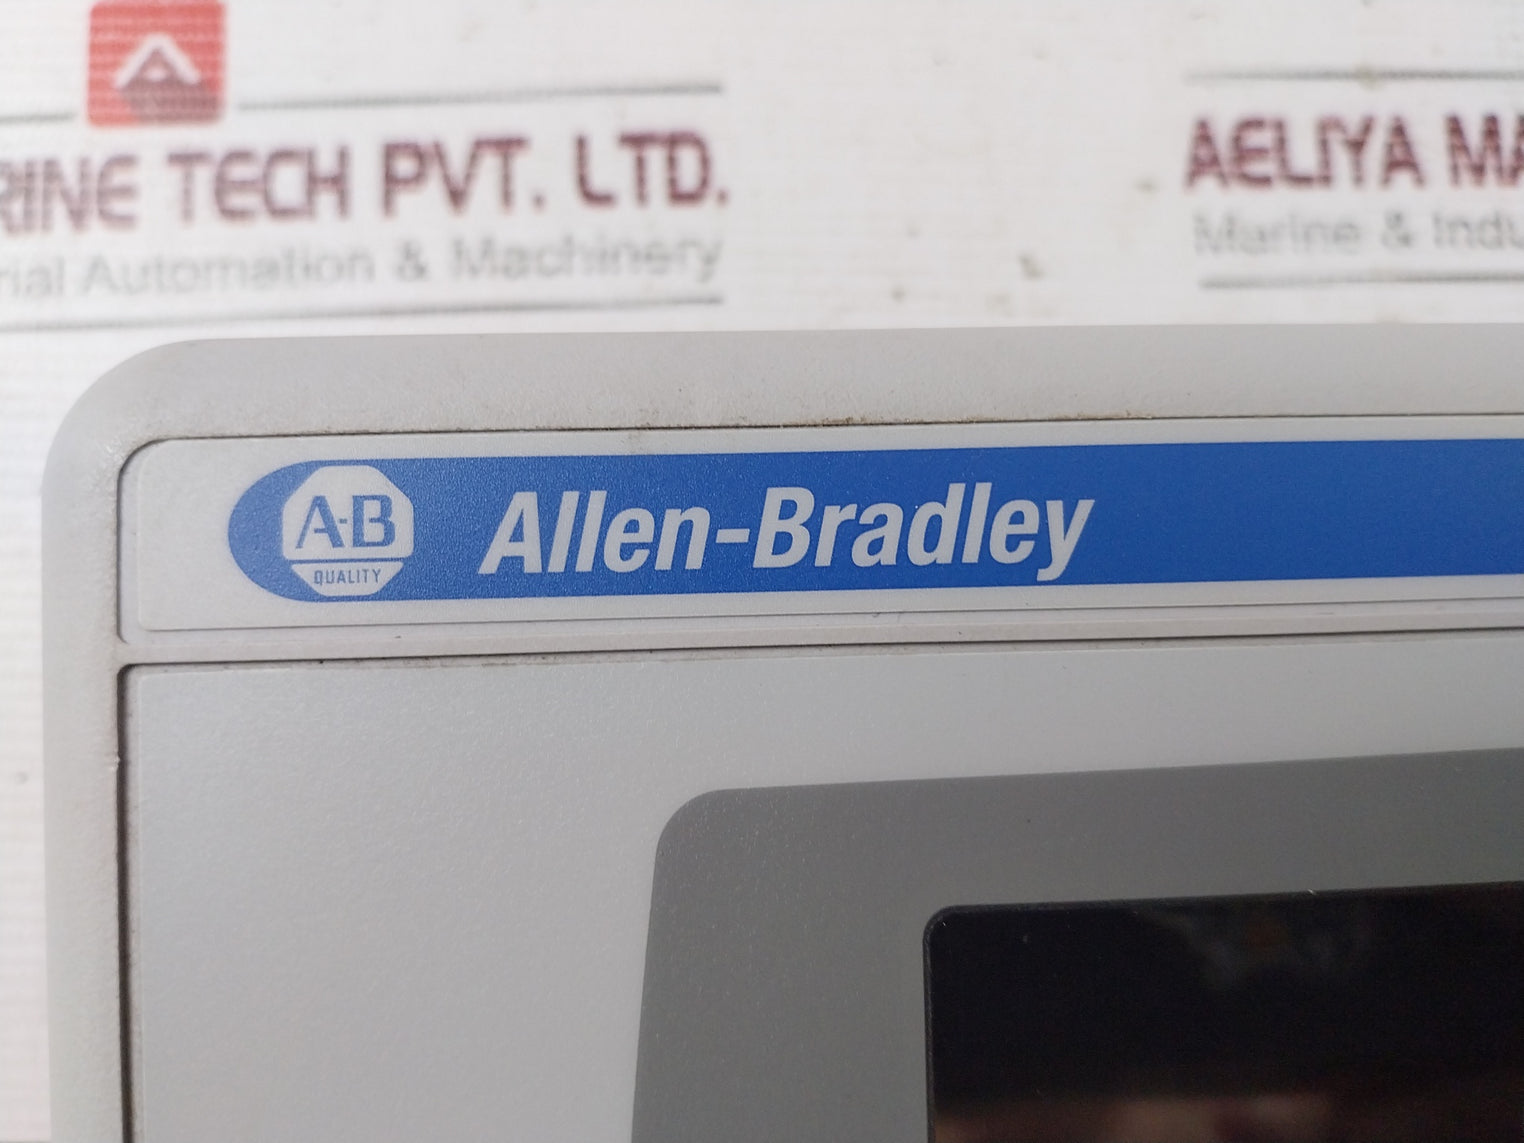 RINE TECH PVT. LTD.
rial Automation & Machinery
AELIYA MA
Marine & Indu
A-B
QUALITY
Allen-Bradley